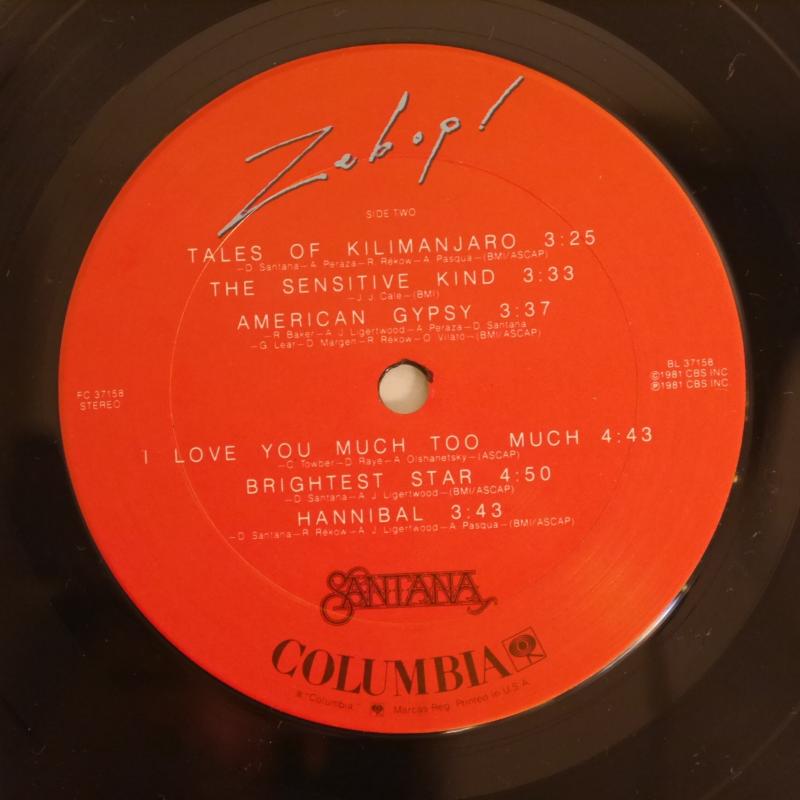 Zebop!
SIDE TWO
TALES OF KILIMANJARO 3:25
—D. Santana—A. Peraza—R. Rekow—A. Pasqua—(BMI/ASCAP)
THE SENSITIVE KIND 3:33
—J. J. Cale—(BMI)
AMERICAN GYPSY 3:37
—R. Baker—A. J. Ligertwood—A. Peraza—D. Santana
—G. Lear—D. Margen—R. Rekow—O. Vilato—(BMI/ASCAP)
FC 37158
STEREO
BL 37158
©1981 CBS INC.
℗1981 CBS INC.
I LOVE YOU MUCH TOO MUCH 4:43
—C. Towber—D. Raye—A. Olshanetsky—(ASCAP)
BRIGHTEST STAR 4:50
—D. Santana—A. J. Ligertwood—(BMI/ASCAP)
HANNIBAL 3:43
—D. Santana—R. Rekow—A. J. Ligertwood—A. Pasqua—(BMI/ASCAP)
SANTANA
COLUMBIA
® "Columbia," Marcas Reg. Printed in U.S.A.